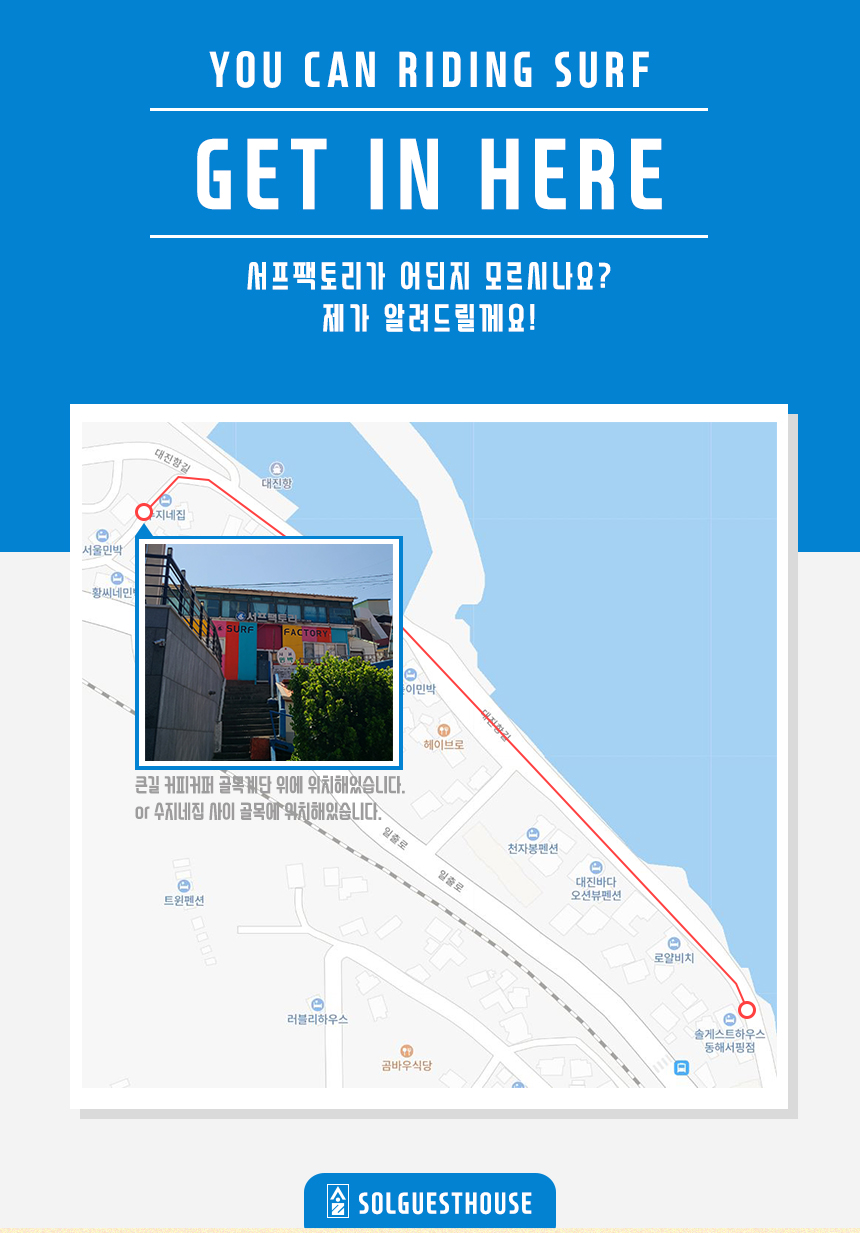 YOU CAN RIDING SURF
GET IN HERE
서프팩토리가 어딘지 모르시나요?
제가 알려드릴께요!
대진항길
대진항
수지네집
서울민박
황씨네민박
서프팩토리
SURF FACTORY
이민박
대진항길
헤이브로
큰길 커피커퍼 골목계단 위에 위치해있습니다.
or 수지네집 사이 골목에 위치해있습니다.
일출로
일출로
천자봉펜션
대진바다
오션뷰펜션
트윈펜션
로얄비치
러블리하우스
솔게스트하우스
동해서핑점
곰바우식당
솔
SOLGUESTHOUSE